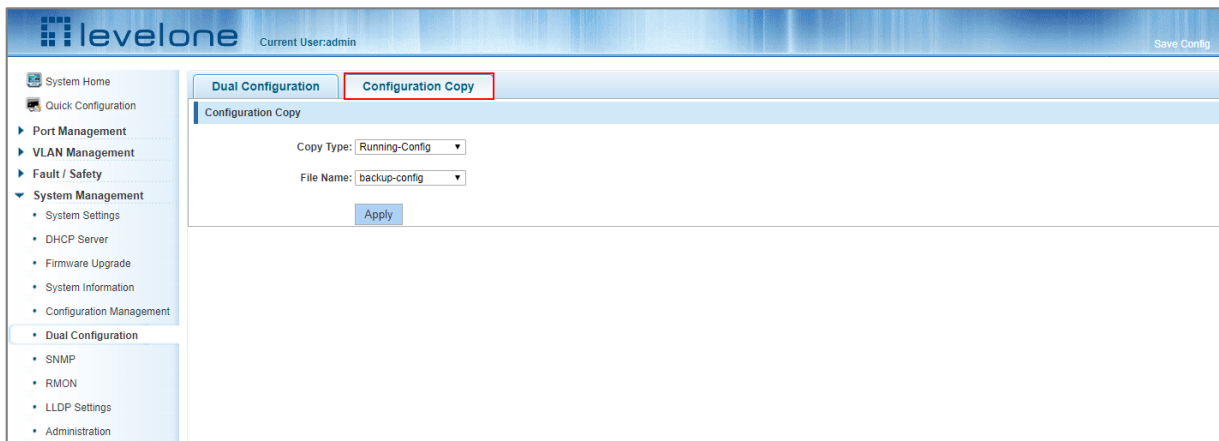 levelone
Current User:admin
Save Config
System Home
Quick Configuration
Port Management
VLAN Management
Fault / Safety
System Management
System Settings
DHCP Server
Firmware Upgrade
System Information
Configuration Management
Dual Configuration
SNMP
RMON
LLDP Settings
Administration
Dual Configuration
Configuration Copy
Configuration Copy
Copy Type: Running-Config
File Name: backup-config
Apply